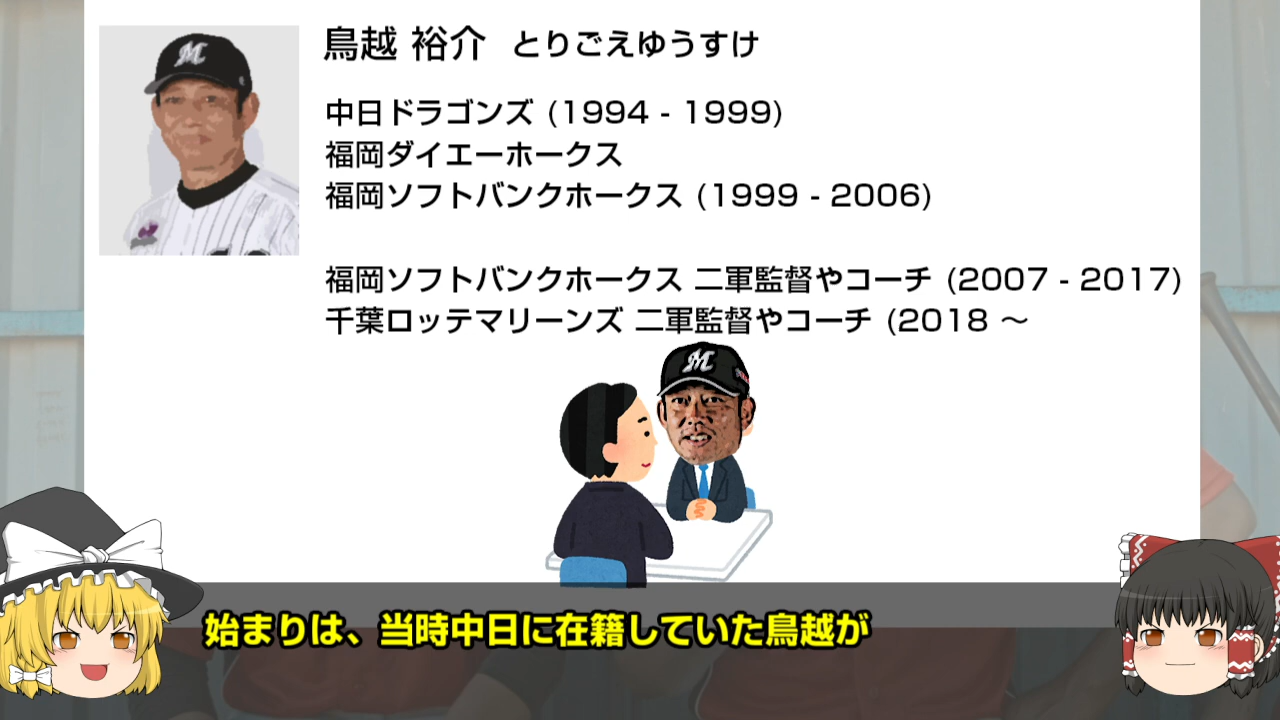 鳥越 裕介 とりごえゆうすけ
中日ドラゴンズ (1994 - 1999)
福岡ダイエーホークス
福岡ソフトバンクホークス (1999 - 2006)
福岡ソフトバンクホークス 二軍監督やコーチ (2007 - 2017)
千葉ロッテマリーンズ 二軍監督やコーチ (2018 ～
始まりは、当時中日に在籍していた鳥越が